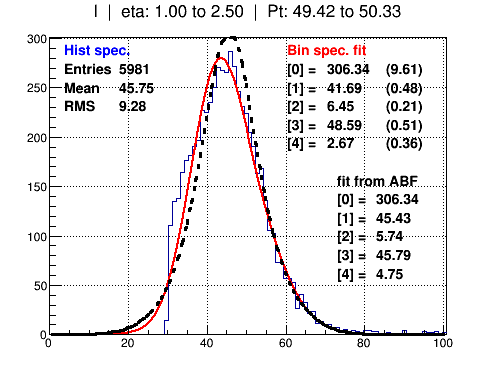 I | eta: 1.00 to 2.50 | Pt: 49.42 to 50.33
Hist spec.
Entries 5981
Mean 45.75
RMS 9.28
Bin spec. fit
[0] = 306.34 (9.61)
[1] = 41.69 (0.48)
[2] = 6.45 (0.21)
[3] = 48.59 (0.51)
[4] = 2.67 (0.36)
fit from ABF
[0] = 306.34
[1] = 45.43
[2] = 5.74
[3] = 45.79
[4] = 4.75
300
250
200
150
100
50
0
0 20 40 60 80 100